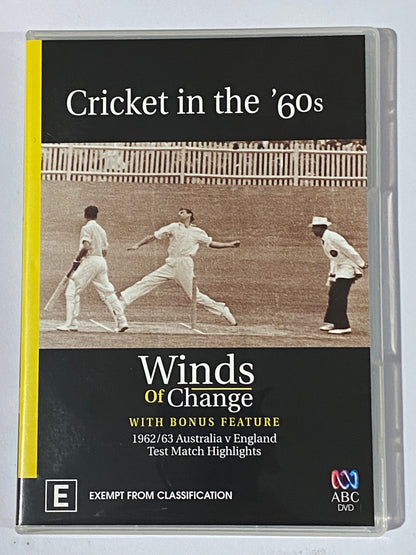 Cricket in the '60s
Winds
Of Change
WITH BONUS FEATURE
1962/63 Australia v England
Test Match Highlights
E EXEMPT FROM CLASSIFICATION
ABC
DVD